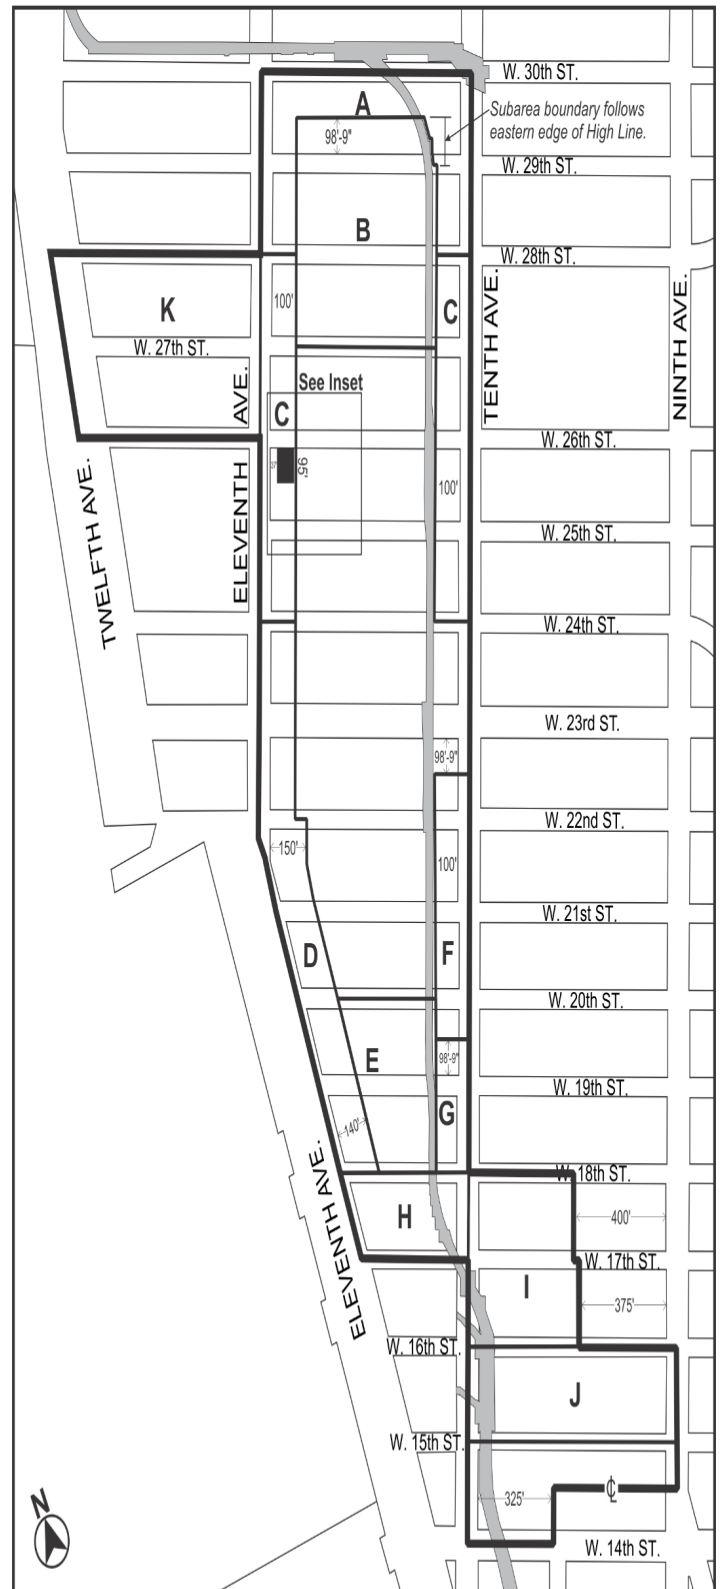 W. 30th ST.
A
Subarea boundary follows
eastern edge of High Line.
98'-9"
W. 29th ST.
B
W. 28th ST.
K
100'
C
TENTH AVE.
NINTH AVE.
W. 27th ST.
See Inset
C
AVE.
ELEVENTH
W. 26th ST.
95'
100'
TWELFTH AVE.
W. 25th ST.
W. 24th ST.
W. 23rd ST.
98'-9"
W. 22nd ST.
150'
100'
W. 21st ST.
D
F
W. 20th ST.
E
98'-9"
W. 19th ST.
G
140'
W. 18th ST.
H
400'
ELEVENTH AVE.
W. 17th ST.
I
375'
W. 16th ST.
J
W. 15th ST.
325'
℄
N
W. 14th ST.